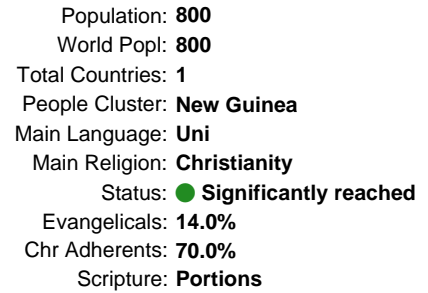 Population: 800
World Popl: 800
Total Countries: 1
People Cluster: New Guinea
Main Language: Uni
Main Religion: Christianity
Status: Significantly reached
Evangelicals: 14.0%
Chr Adherents: 70.0%
Scripture: Portions